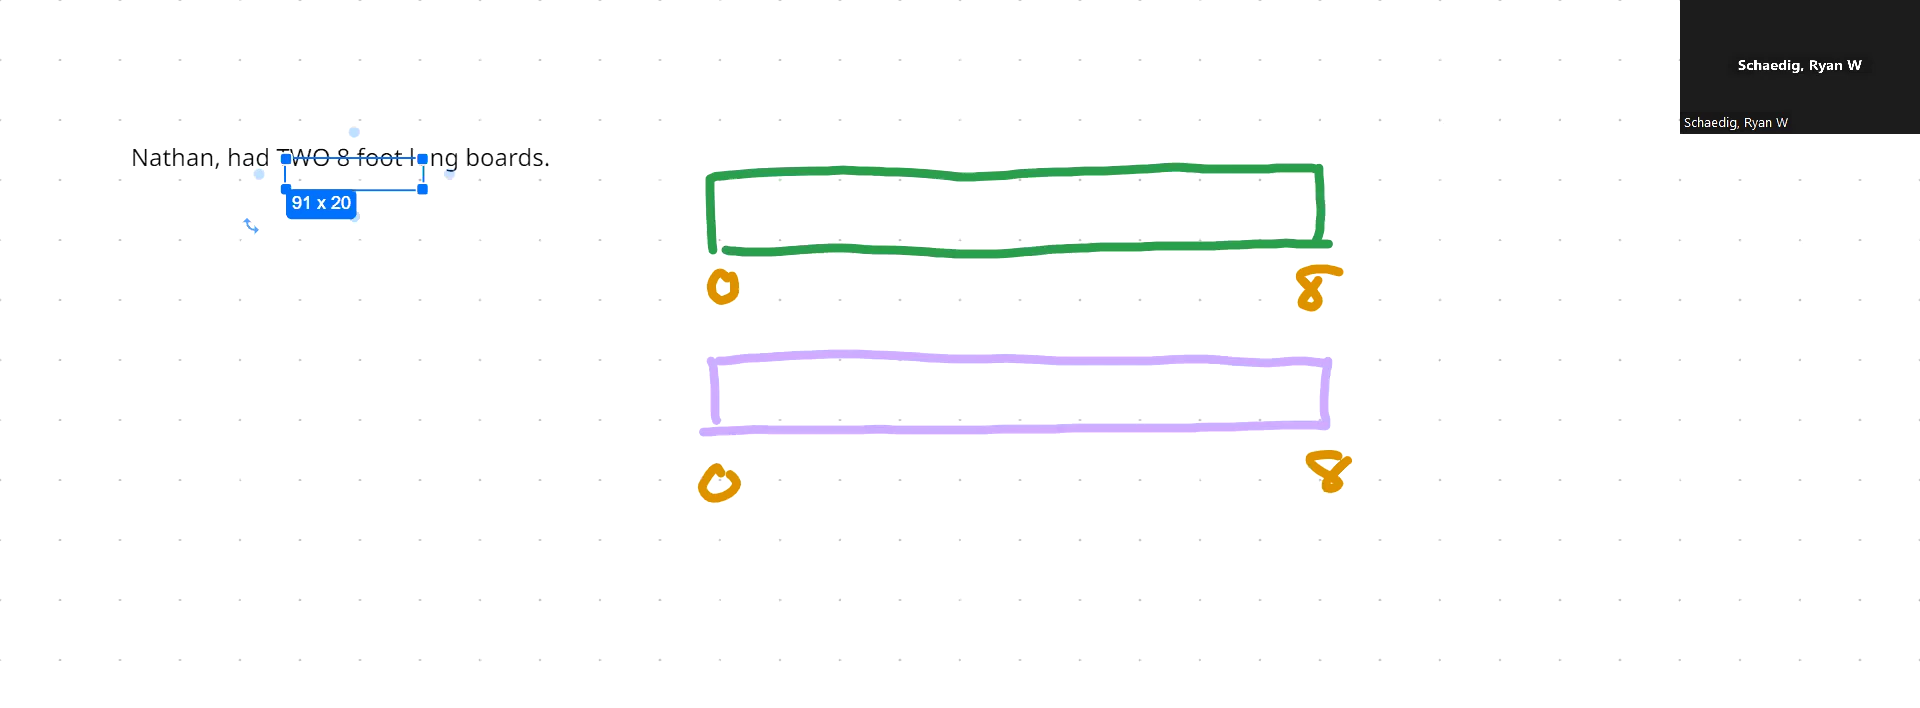 Schaedig, Ryan W
Schaedig, Ryan W
Nathan, had TWO 8 foot long boards.
91 x 20
0 8
0 8